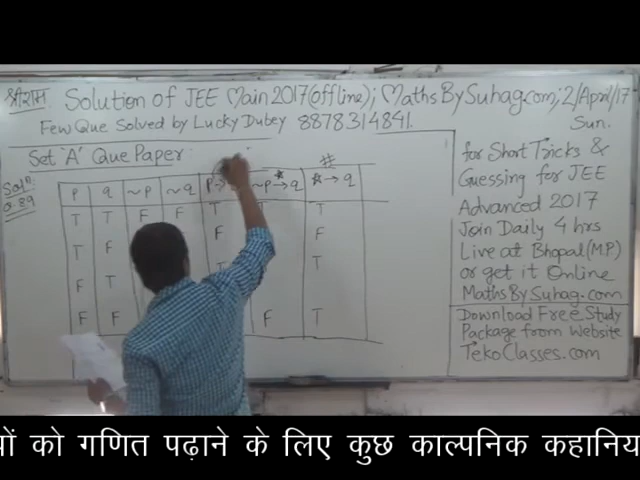 श्रीराम Solution of JEE Main 2017(offline); MathsBySuhag.com; 2/April/17
Sun.
Few Que Solved by Lucky Dubey 8878314841.
Set 'A' Que Paper
Solⁿ.
Q.89
#
p q ~p ~q p→ ~p→q *→q
*
T T F F T T
T F F F
F T T
F F F T
for Short Tricks &
Guessing for JEE
Advanced 2017
Join Daily 4 hrs
Live at Bhopal(M.P.)
or get it Online
MathsBySuhag.com
Download Free Study
Package from Website
TekoClasses.com
को गणित पढ़ाने के लिए कुछ काल्पनिक